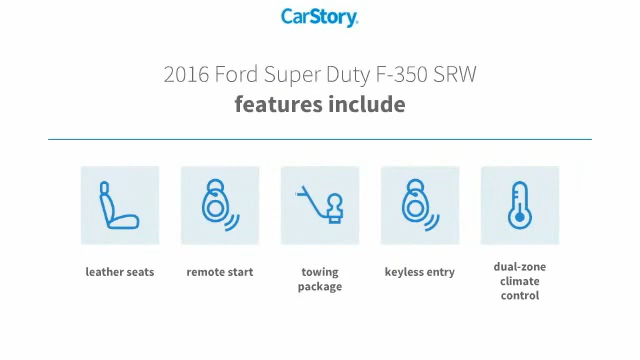 CarStory.
2016 Ford Super Duty F-350 SRW
features include
leather seats
remote start
towing
package
keyless entry
dual-zone
climate
control